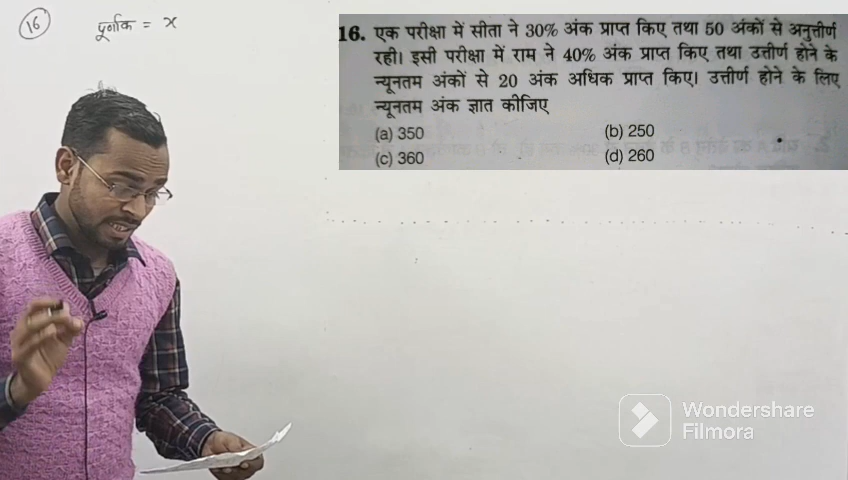 16
पूर्णांक = x
16. एक परीक्षा में सीता ने 30% अंक प्राप्त किए तथा 50 अंकों से अनुत्तीर्ण
रही। इसी परीक्षा में राम ने 40% अंक प्राप्त किए तथा उत्तीर्ण होने के
न्यूनतम अंकों से 20 अंक अधिक प्राप्त किए। उत्तीर्ण होने के लिए
न्यूनतम अंक ज्ञात कीजिए
(a) 350 (b) 250
(c) 360 (d) 260
Wondershare
Filmora